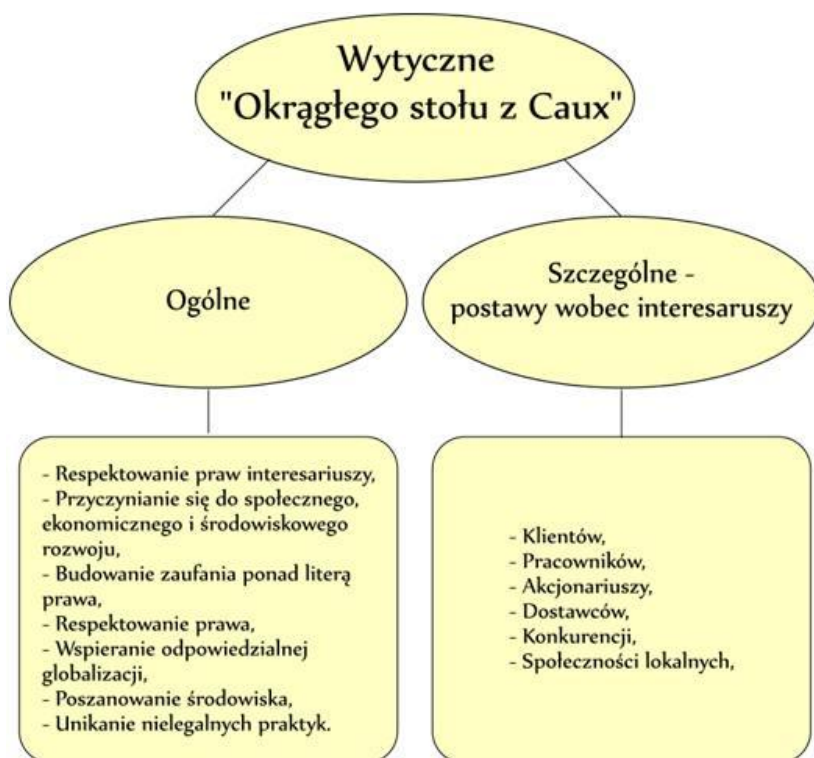 Wytyczne
"Okrągłego stołu z Caux"
Ogólne
Szczególne -
postawy wobec interesaruszy
- Respektowanie praw interesariuszy,
- Przyczynianie się do społecznego,
ekonomicznego i środowiskowego
rozwoju,
- Budowanie zaufania ponad literą
prawa,
- Respektowanie prawa,
- Wspieranie odpowiedzialnej
globalizacji,
- Poszanowanie środowiska,
- Unikanie nielegalnych praktyk.
- Klientów,
- Pracowników,
- Akcjonariuszy,
- Dostawców,
- Konkurencji,
- Społeczności lokalnych,